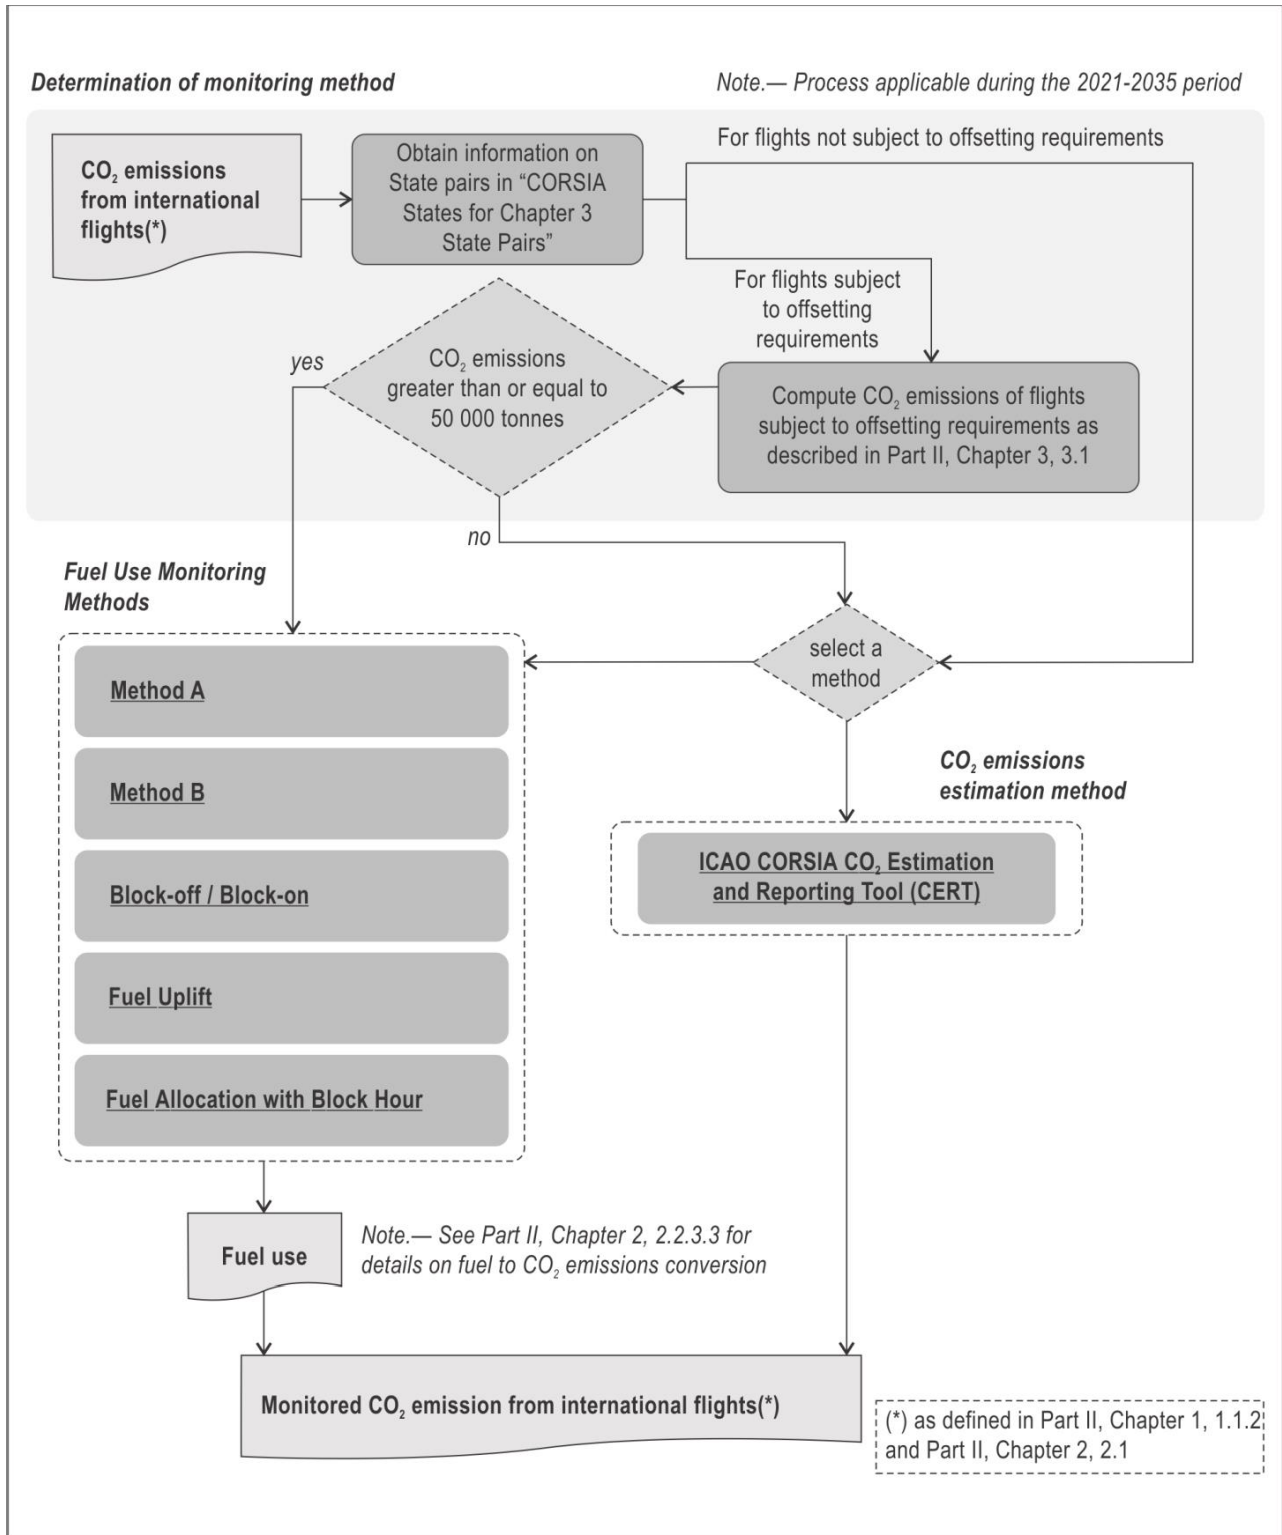 Determination of monitoring method
Note.— Process applicable during the 2021-2035 period
CO₂ emissions
from international
flights(*)
Obtain information on
State pairs in “CORSIA
States for Chapter 3
State Pairs”
For flights not subject to offsetting requirements
For flights subject
to offsetting
requirements
yes
CO₂ emissions
greater than or equal to
50 000 tonnes
Compute CO₂ emissions of flights
subject to offsetting requirements as
described in Part II, Chapter 3, 3.1
no
Fuel Use Monitoring
Methods
select a
method
Method A
Method B
Block-off / Block-on
Fuel Uplift
Fuel Allocation with Block Hour
CO₂ emissions
estimation method
ICAO CORSIA CO₂ Estimation
and Reporting Tool (CERT)
Fuel use
Note.— See Part II, Chapter 2, 2.2.3.3 for
details on fuel to CO₂ emissions conversion
Monitored CO₂ emission from international flights(*)
(*) as defined in Part II, Chapter 1, 1.1.2
and Part II, Chapter 2, 2.1